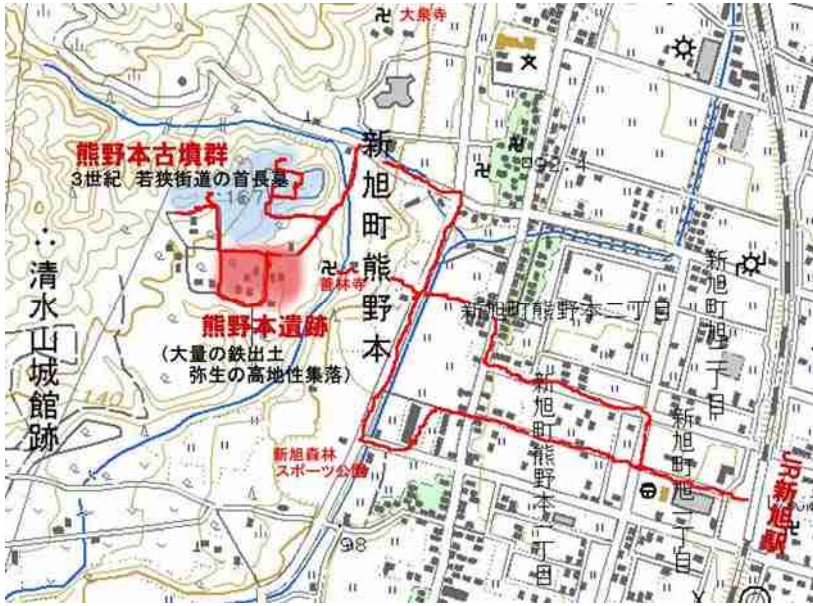 大泉寺
熊野本古墳群
3世紀 若狭街道の首長墓
167
新旭町熊野本
92.4
善林寺
熊野本遺跡
(大量の鉄出土
弥生の高地性集落)
∴清水山城館跡
140
新旭町熊野本二丁目
新旭町旭二丁目
新旭町熊野本一丁目
新旭町旭一丁目
新旭森林
スポーツ公園
98
JR新旭駅